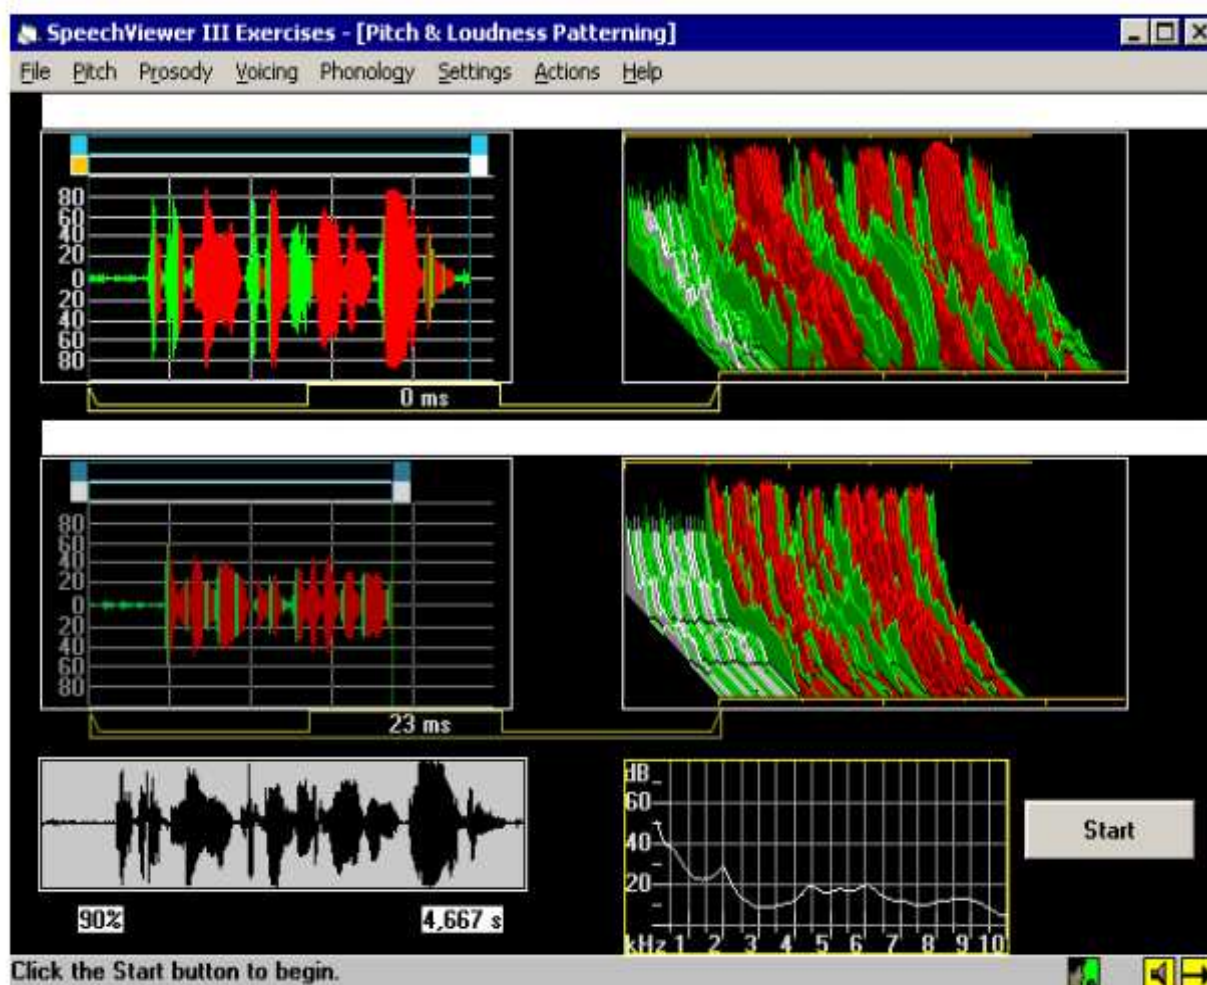 SpeechViewer III Exercises - [Pitch & Loudness Patterning]
File Pitch Prosody Voicing Phonology Settings Actions Help
80
60
40
20
0
20
40
60
80
0 ms
80
60
40
20
0
20
40
60
80
23 ms
dB
60
40
20
kHz 1 2 3 4 5 6 7 8 9 10
Start
90% 4,667 s
Click the Start button to begin.